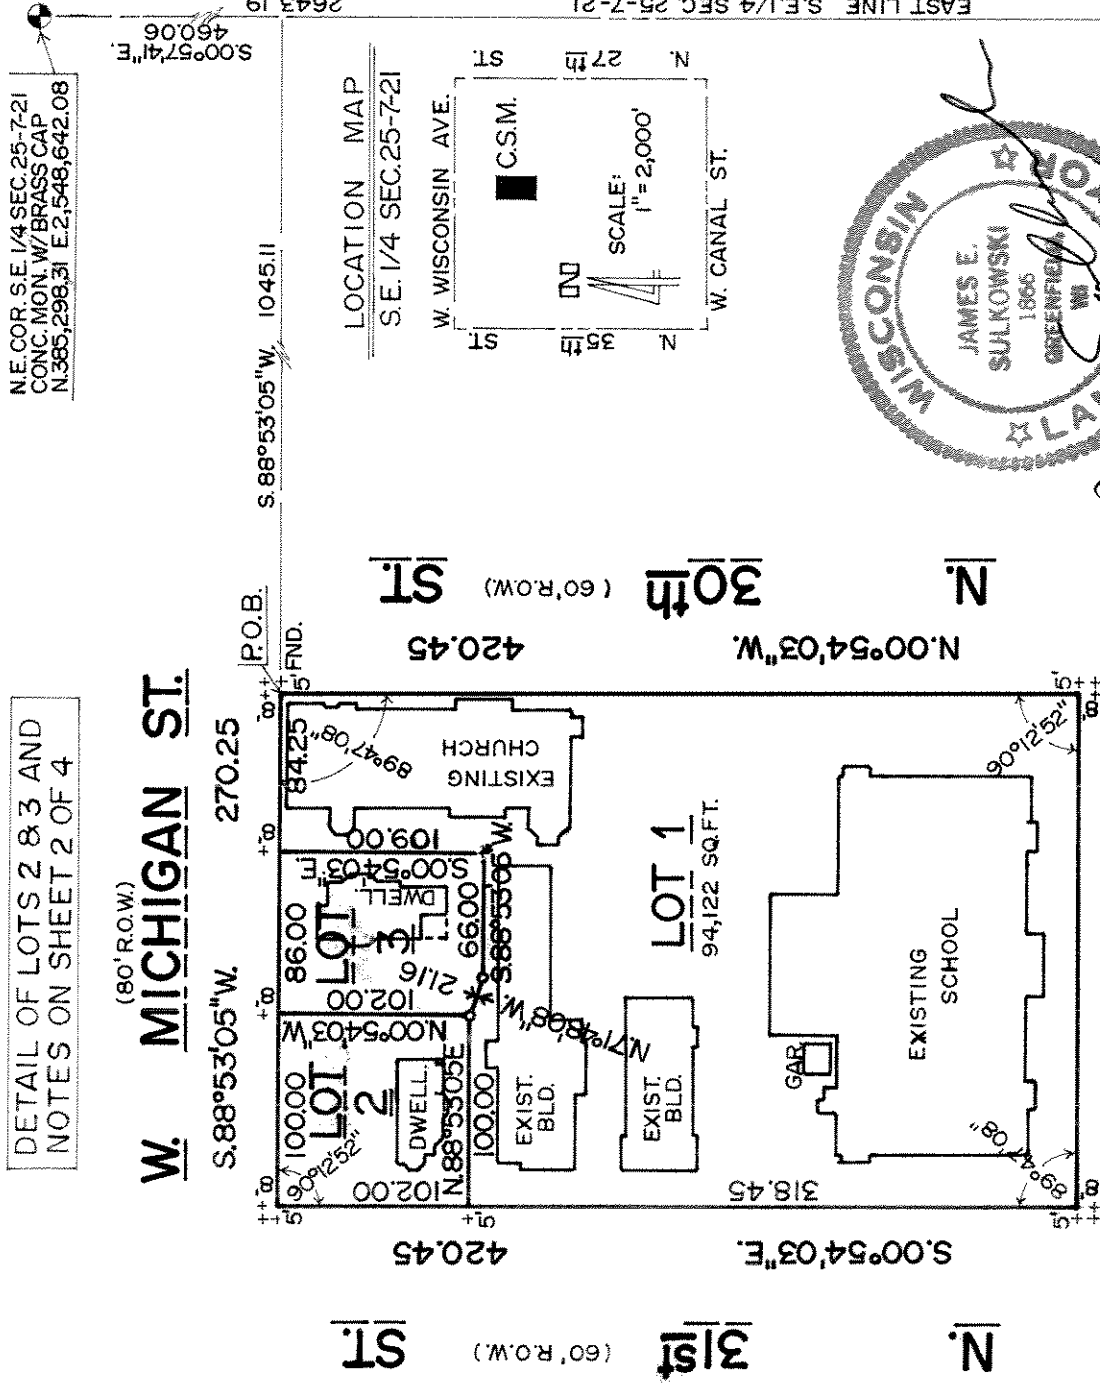 N.E. COR. S.E. 1/4 SEC. 25-7-21
CONC. MON. W/ BRASS CAP
N.385,298.31 E.2,548,642.08
S.00°57'41"E.
460.06
2643.19
EAST LINE S.E.1/4 SEC. 25-7-21
S.88°53'05"W. 1045.11
LOCATION MAP
S.E. 1/4 SEC. 25-7-21
W. WISCONSIN AVE.
N. 27th ST
C.S.M.
SCALE:
1"=2,000'
N
N. 35th ST
W. CANAL ST.
WISCONSIN
JAMES E.
SULKOWSKI
1866
GREENFIELD,
WI
LAN
OR
DETAIL OF LOTS 2 & 3 AND
NOTES ON SHEET 2 OF 4
(80' R.O.W.)
W. MICHIGAN ST.
S.88°53'05"W. 270.25
P.O.B.
FND.
N. 30th ST.
(60' R.O.W.)
N.00°54'03"W. 420.45
84.25
89°47'08"
EXISTING
CHURCH
109.00
S.00°54'03"E.
86.00
LOT
3
DWELL.
66.00
S.88°53'05"W.
21.16
N.71°48'08"W.
102.00
N.00°54'03"W.
100.00
LOT
2
DWELL.
90°12'52"
102.00
N.88°53'05E
100.00
EXIST.
BLD.
EXIST.
BLD.
LOT 1
94,122 SQ.FT.
GAR
EXISTING
SCHOOL
90°12'52"
89°47'08"
318.45
S.00°54'03"E. 420.45
N. 31st ST.
(60' R.O.W.)